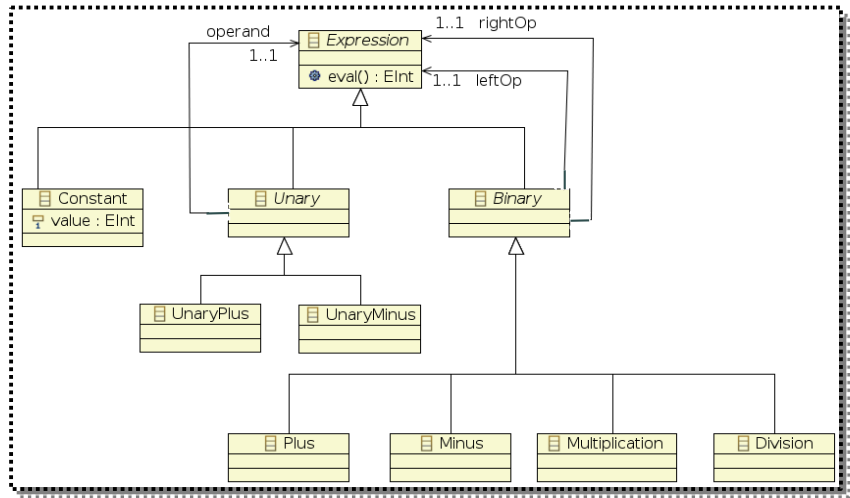 1..1 rightOp
operand
Expression
1..1
eval() : EInt
1..1 leftOp
Constant
Unary
Binary
value : EInt
UnaryPlus
UnaryMinus
Plus
Minus
Multiplication
Division